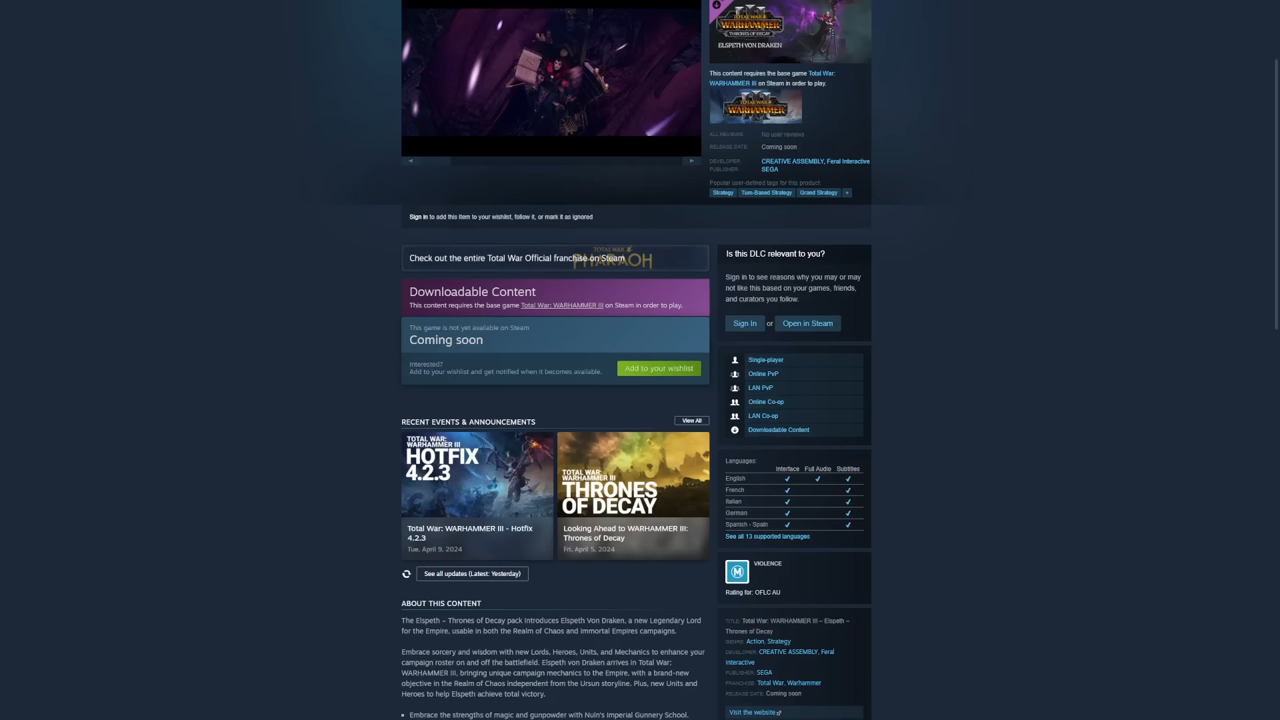 TOTAL WAR
WARHAMMER
THRONES OF DECAY
ELSPETH VON DRAKEN
This content requires the base game Total War:
WARHAMMER III on Steam in order to play.
TOTAL WAR
WARHAMMER
ALL REVIEWS: No user reviews
RELEASE DATE: Coming soon
DEVELOPER: CREATIVE ASSEMBLY, Feral Interactive
PUBLISHER: SEGA
Popular user-defined tags for this product:
Strategy Turn-Based Strategy Grand Strategy +
Sign in to add this item to your wishlist, follow it, or mark it as ignored
TOTAL WAR
PHARAOH
Check out the entire Total War Official franchise on Steam
Downloadable Content
This content requires the base game Total War: WARHAMMER III on Steam in order to play.
This game is not yet available on Steam
Coming soon
Interested?
Add to your wishlist and get notified when it becomes available.
Add to your wishlist
RECENT EVENTS & ANNOUNCEMENTS
View All
TOTAL WAR:
WARHAMMER III
HOTFIX
4.2.3
Total War: WARHAMMER III - Hotfix
4.2.3
Tue, April 9, 2024
TOTAL WAR:
WARHAMMER III
THRONES
OF DECAY
Looking Ahead to WARHAMMER III:
Thrones of Decay
Fri, April 5, 2024
See all updates (Latest: Yesterday)
ABOUT THIS CONTENT
The Elspeth – Thrones of Decay pack introduces Elspeth Von Draken, a new Legendary Lord
for the Empire, usable in both the Realm of Chaos and Immortal Empires campaigns.
Embrace sorcery and wisdom with new Lords, Heroes, Units, and Mechanics to enhance your
campaign roster on and off the battlefield. Elspeth von Draken arrives in Total War:
WARHAMMER III, bringing unique campaign mechanics to the Empire, with a brand-new
objective in the Realm of Chaos independent from the Ursun storyline. Plus, new Units and
Heroes to help Elspeth achieve total victory.
Embrace the strengths of magic and gunpowder with Nuln's Imperial Gunnery School.
Is this DLC relevant to you?
Sign in to see reasons why you may or may
not like this based on your games, friends,
and curators you follow.
Sign In or Open in Steam
Single-player
Online PvP
LAN PvP
Online Co-op
LAN Co-op
Downloadable Content
Languages:
Interface Full Audio Subtitles
English ✔ ✔ ✔
French ✔ ✔
Italian ✔ ✔
German ✔ ✔
Spanish - Spain ✔ ✔
See all 13 supported languages
M
VIOLENCE
Rating for: OFLC AU
TITLE: Total War: WARHAMMER III – Elspeth –
Thrones of Decay
GENRE: Action, Strategy
DEVELOPER: CREATIVE ASSEMBLY, Feral
Interactive
PUBLISHER: SEGA
FRANCHISE: Total War, Warhammer
RELEASE DATE: Coming soon
Visit the website